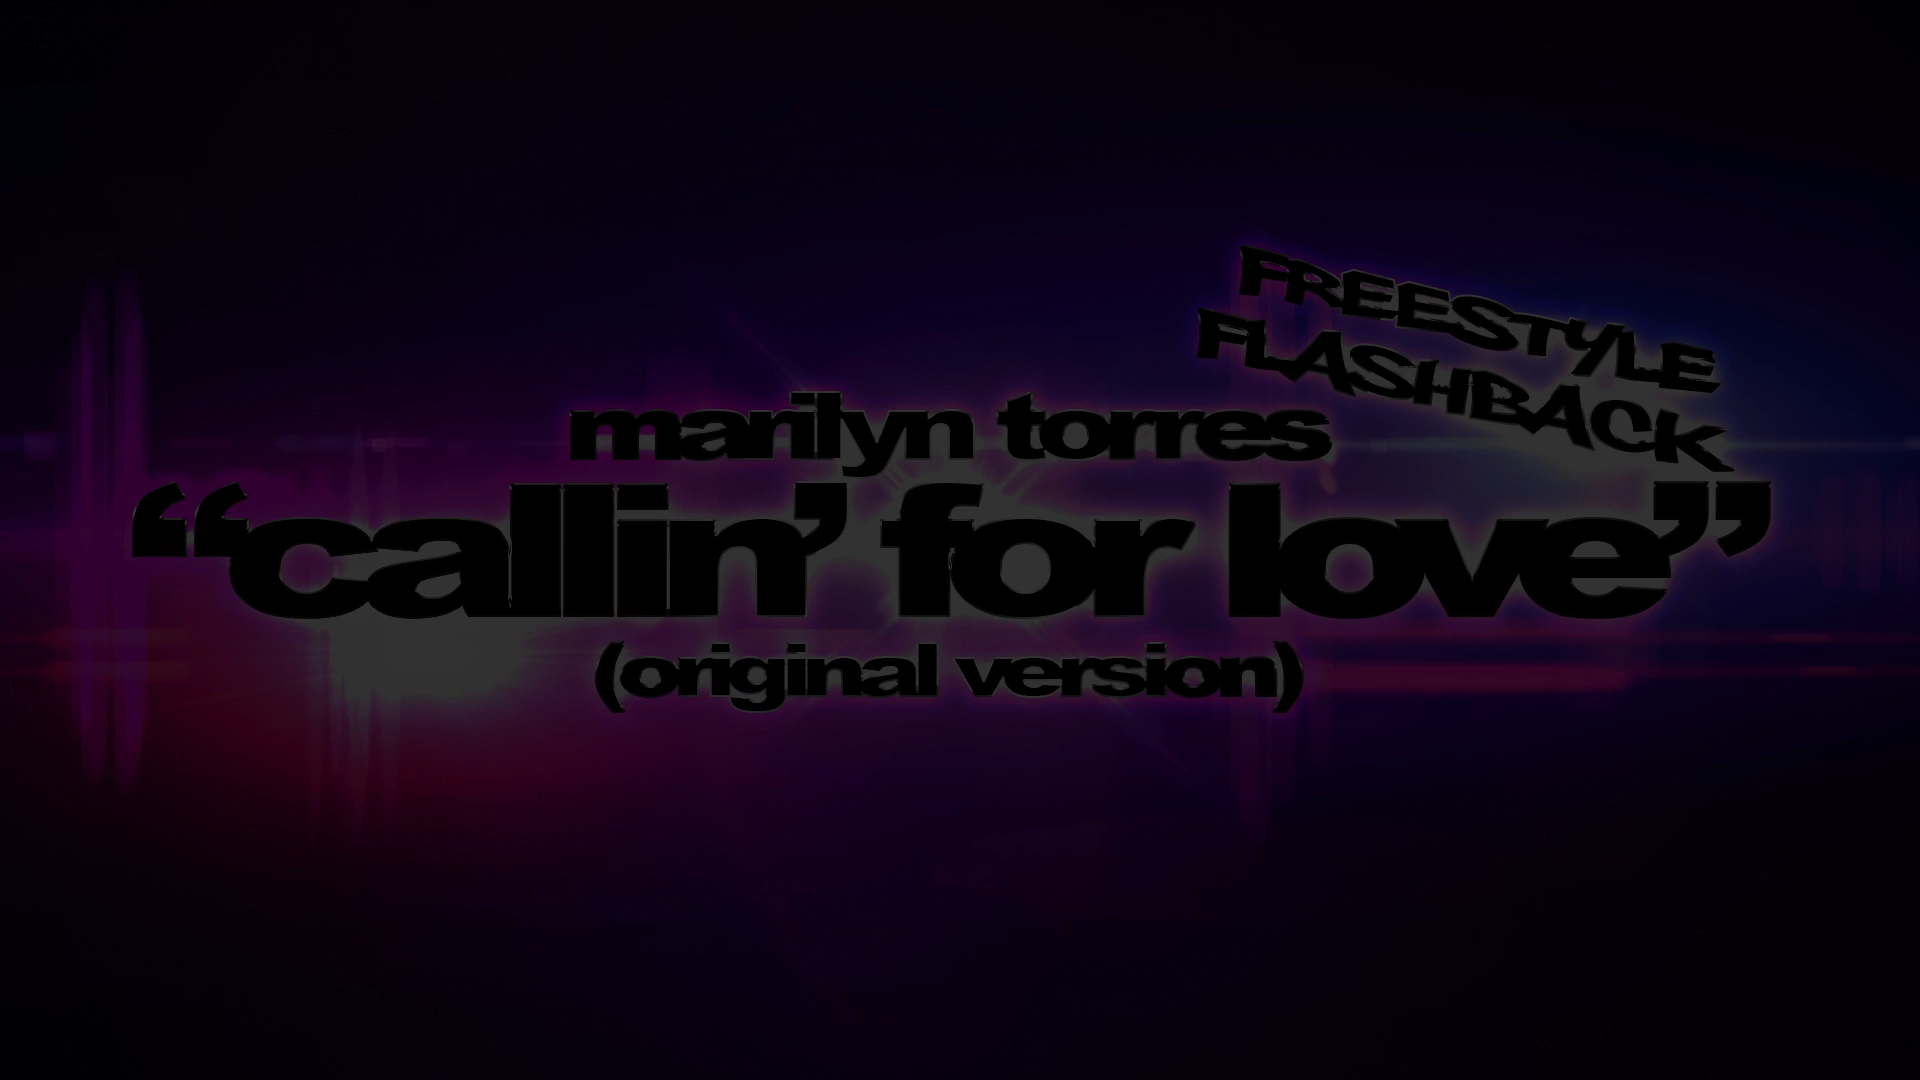 FREESTYLE
FLASHBACK
marilyn torres
“callin’ for love”
(original version)